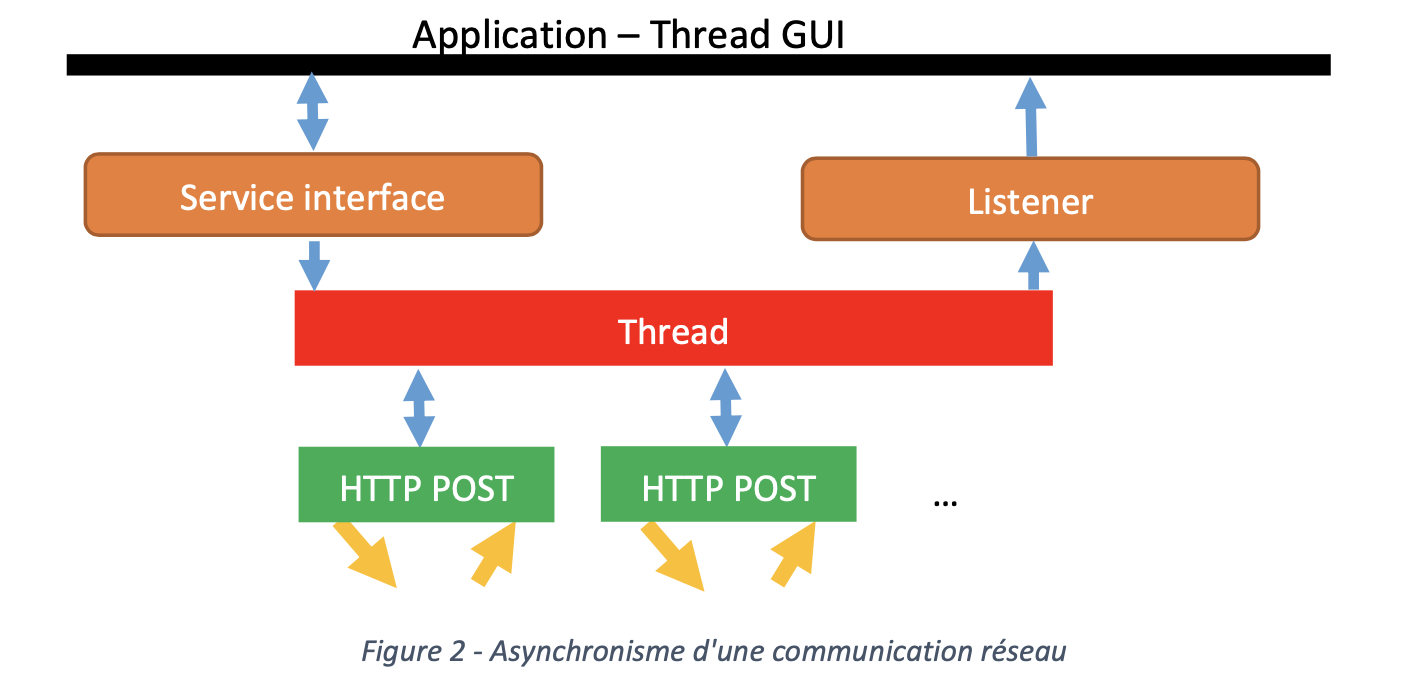 Application – Thread GUI
Service interface
Listener
Thread
HTTP POST
HTTP POST
...
Figure 2 - Asynchronisme d'une communication réseau